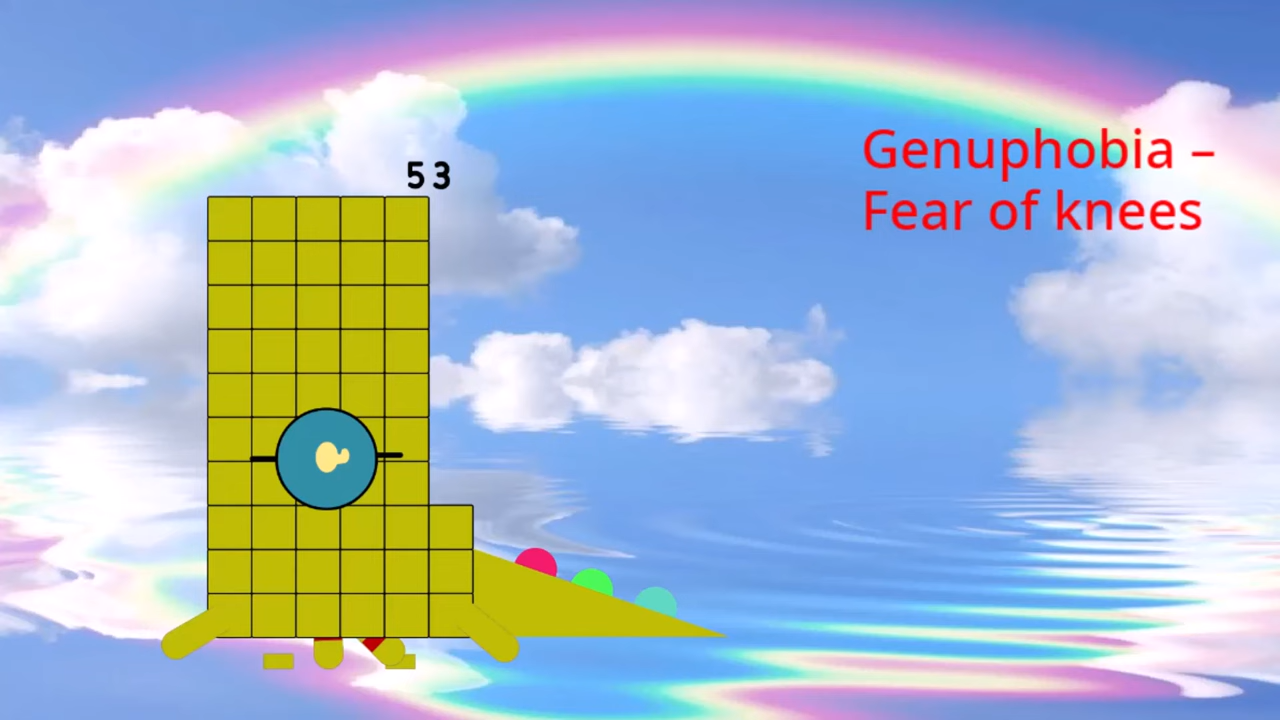 53
Genuphobia –
Fear of knees